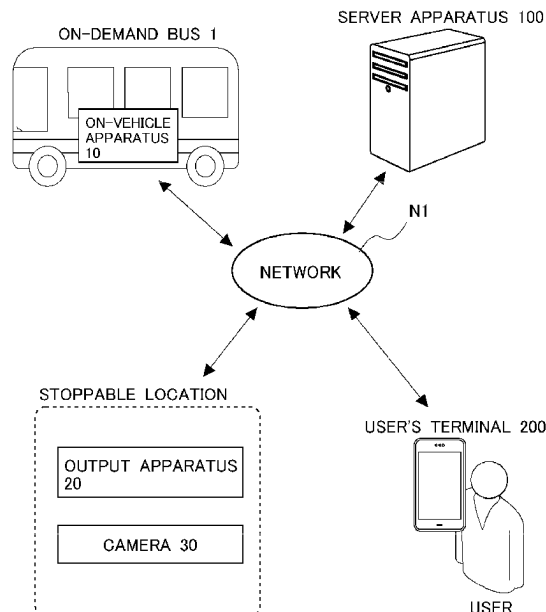 SERVER APPARATUS 100
ON-DEMAND BUS 1
ON-VEHICLE
APPARATUS
10
N1
NETWORK
STOPPABLE LOCATION
USER'S TERMINAL 200
OUTPUT APPARATUS
20
CAMERA 30
USER